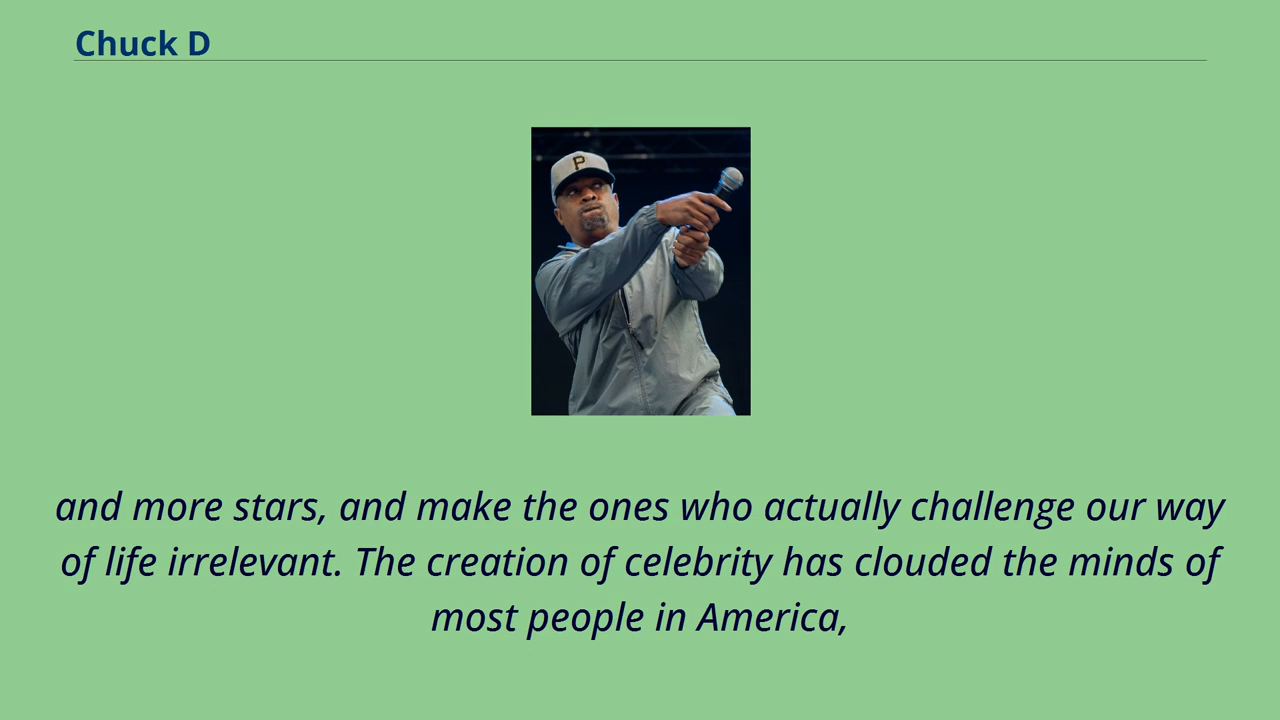 Chuck D
P
and more stars, and make the ones who actually challenge our way
of life irrelevant. The creation of celebrity has clouded the minds of
most people in America,